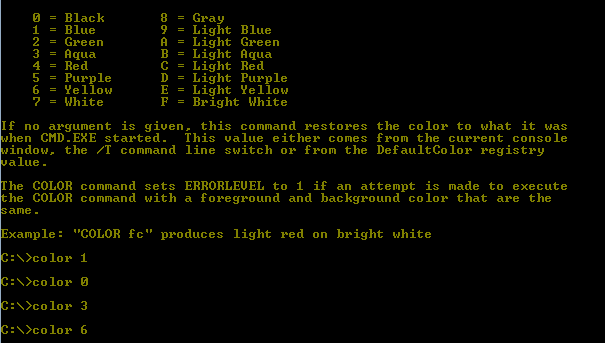 0 = Black       8 = Gray
1 = Blue        9 = Light Blue
2 = Green       A = Light Green
3 = Aqua        B = Light Aqua
4 = Red         C = Light Red
5 = Purple      D = Light Purple
6 = Yellow      E = Light Yellow
7 = White       F = Bright White
If no argument is given, this command restores the color to what it was
when CMD.EXE started.  This value either comes from the current console
window, the /T command line switch or from the DefaultColor registry
value.
The COLOR command sets ERRORLEVEL to 1 if an attempt is made to execute
the COLOR command with a foreground and background color that are the
same.
Example: "COLOR fc" produces light red on bright white
C:\>color 1
C:\>color 0
C:\>color 3
C:\>color 6